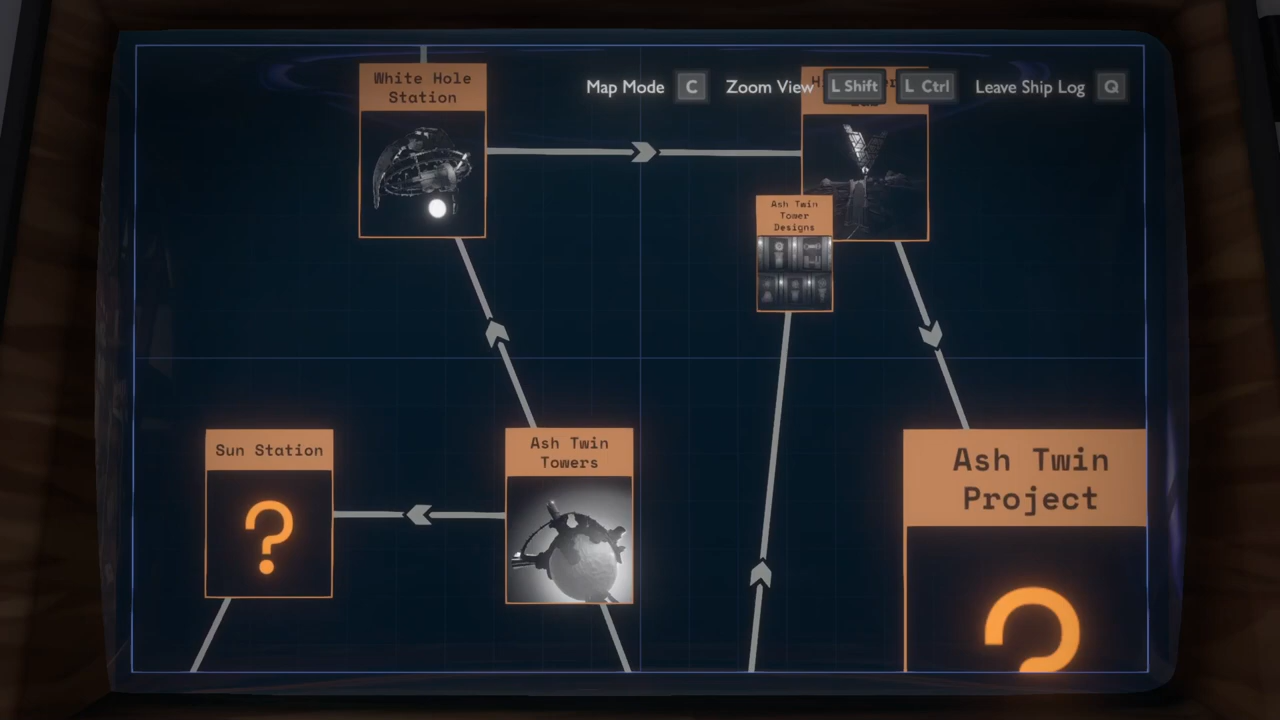 White Hole
Station
Map Mode C Zoom View L Shift L Ctrl Leave Ship Log Q
Ash Twin
Tower
Designs
Sun Station
Ash Twin
Towers
Ash Twin
Project
?
?